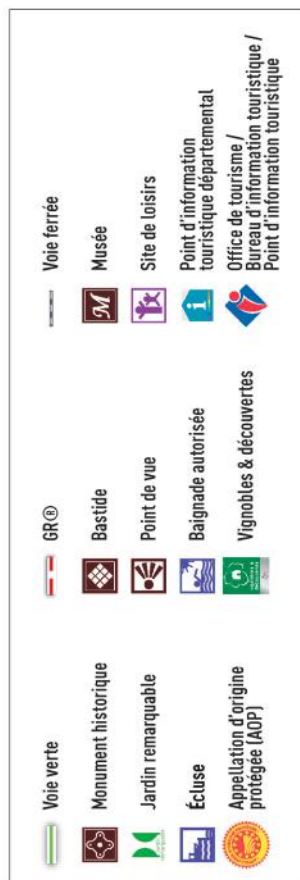 Voie verte
Monument historique
Jardin remarquable
Écluse
Appellation d'origine
protégée (AOP)
GR®
Bastide
Point de vue
Baignade autorisée
Vignobles & découvertes
Voie ferrée
M
Musée
Site de loisirs
i
Point d'information
touristique départemental
Office de tourisme /
Bureau d'information touristique /
Point d'information touristique